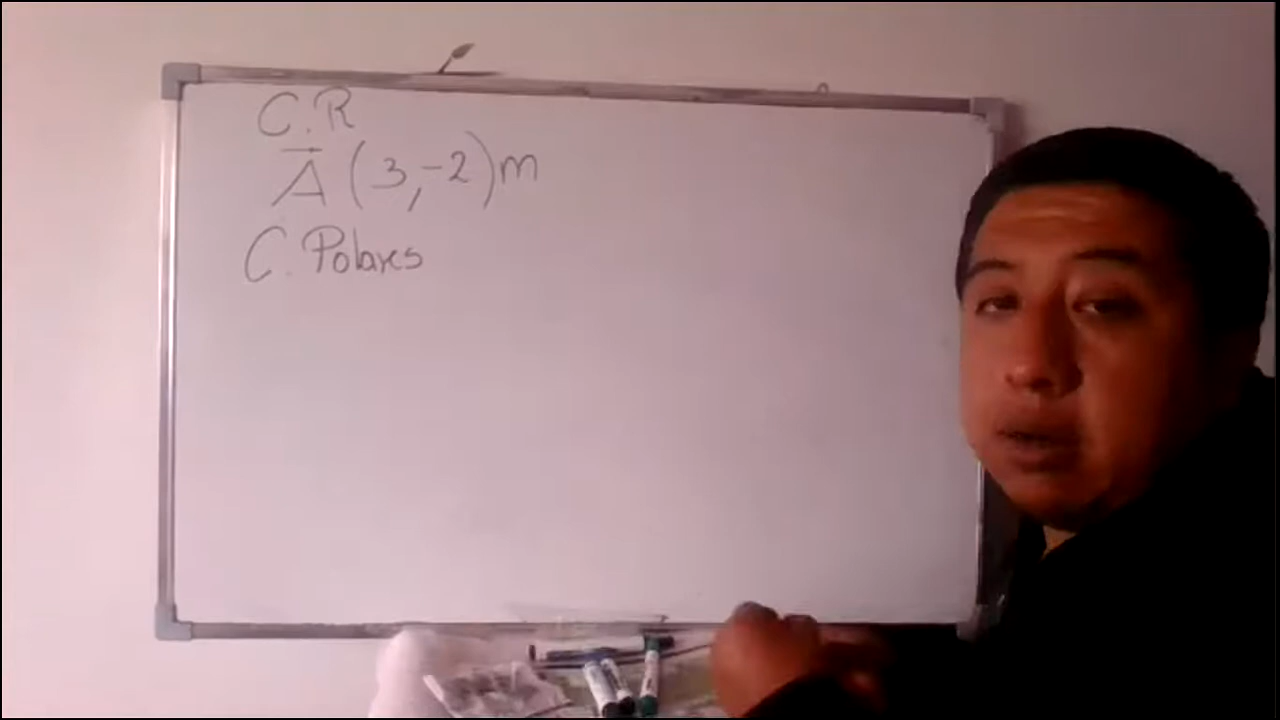 C.R
A⃗ (3,-2)m
C. Polares